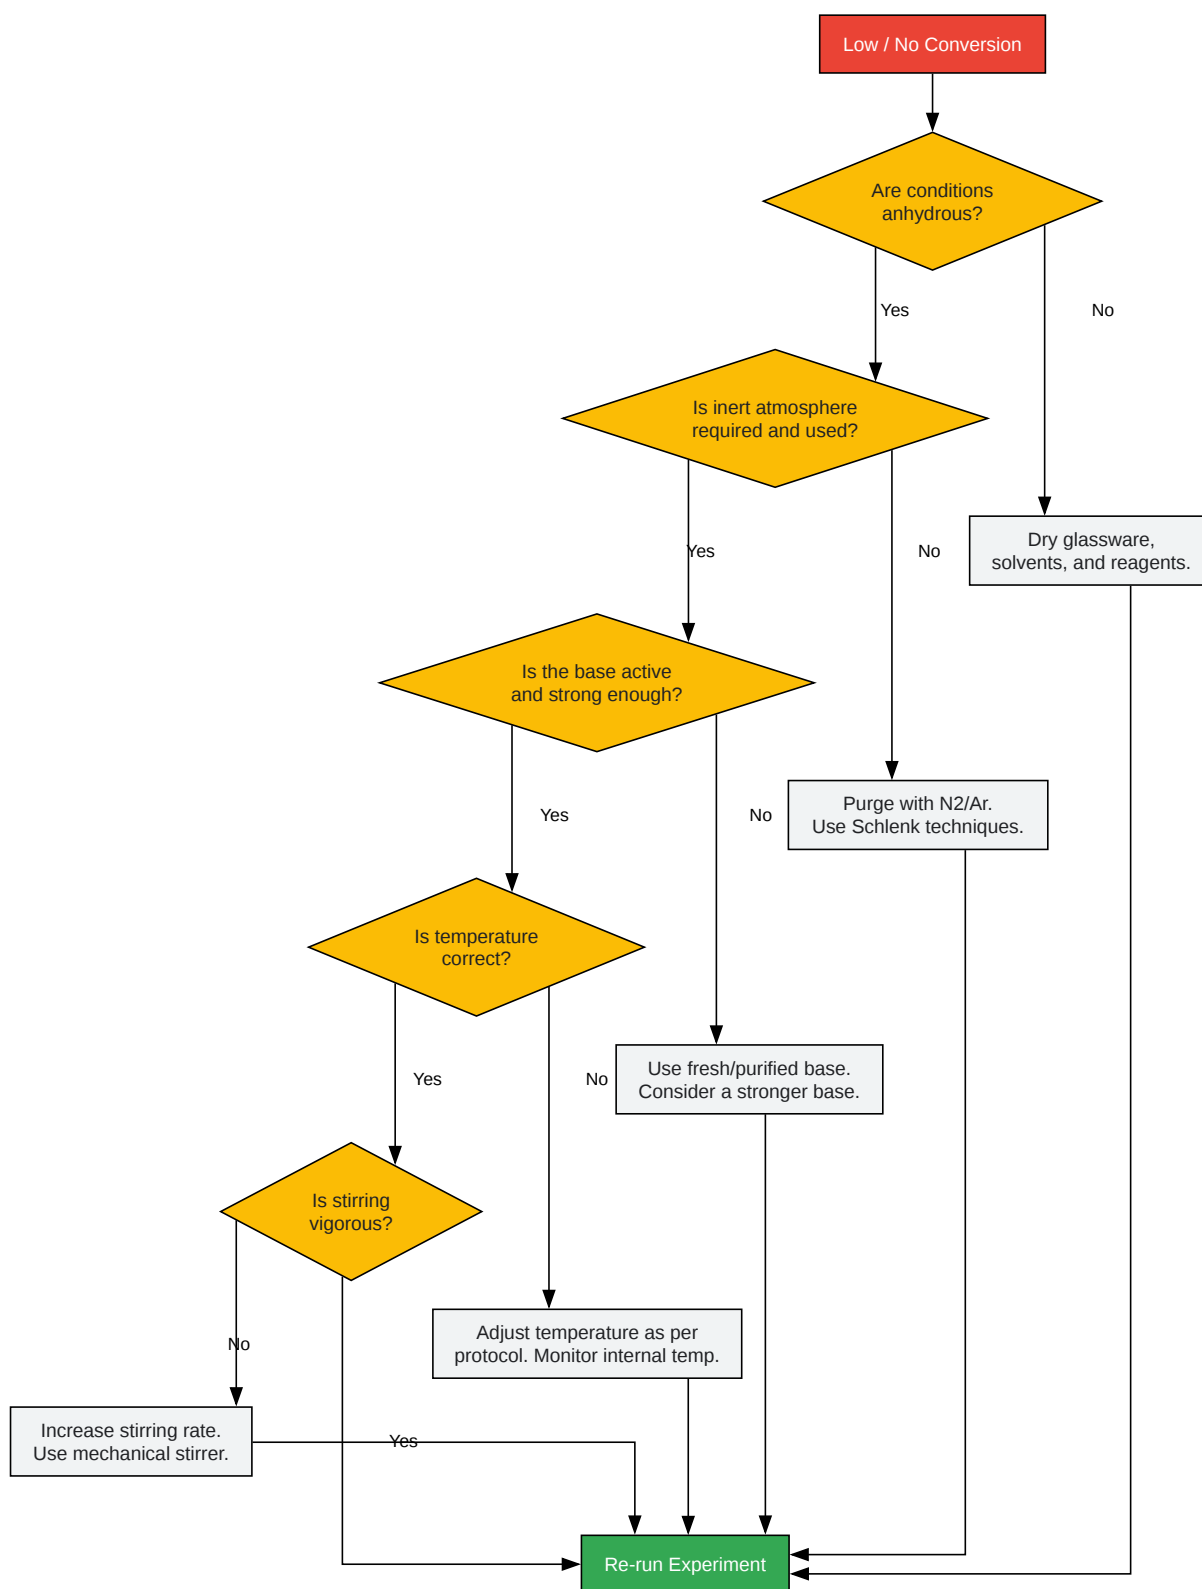 Low / No Conversion
Are conditions
anhydrous?
Yes
No
Is inert atmosphere
required and used?
Yes
No
Dry glassware,
solvents, and reagents.
Is the base active
and strong enough?
Yes
No
Purge with N2/Ar.
Use Schlenk techniques.
Is temperature
correct?
Yes
No
Use fresh/purified base.
Consider a stronger base.
Is stirring
vigorous?
No
Adjust temperature as per
protocol. Monitor internal temp.
Increase stirring rate.
Use mechanical stirrer.
Yes
Re-run Experiment